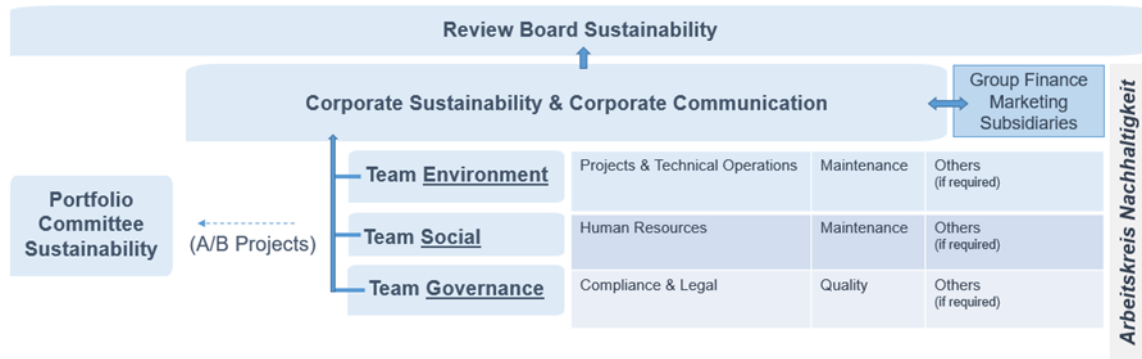 Review Board Sustainability
Corporate Sustainability & Corporate Communication
Group Finance
Marketing
Subsidiaries
Arbeitskreis Nachhaltigkeit
Portfolio
Committee
Sustainability
(A/B Projects)
Team Environment
Projects & Technical Operations
Maintenance
Others
(if required)
Team Social
Human Resources
Maintenance
Others
(if required)
Team Governance
Compliance & Legal
Quality
Others
(if required)